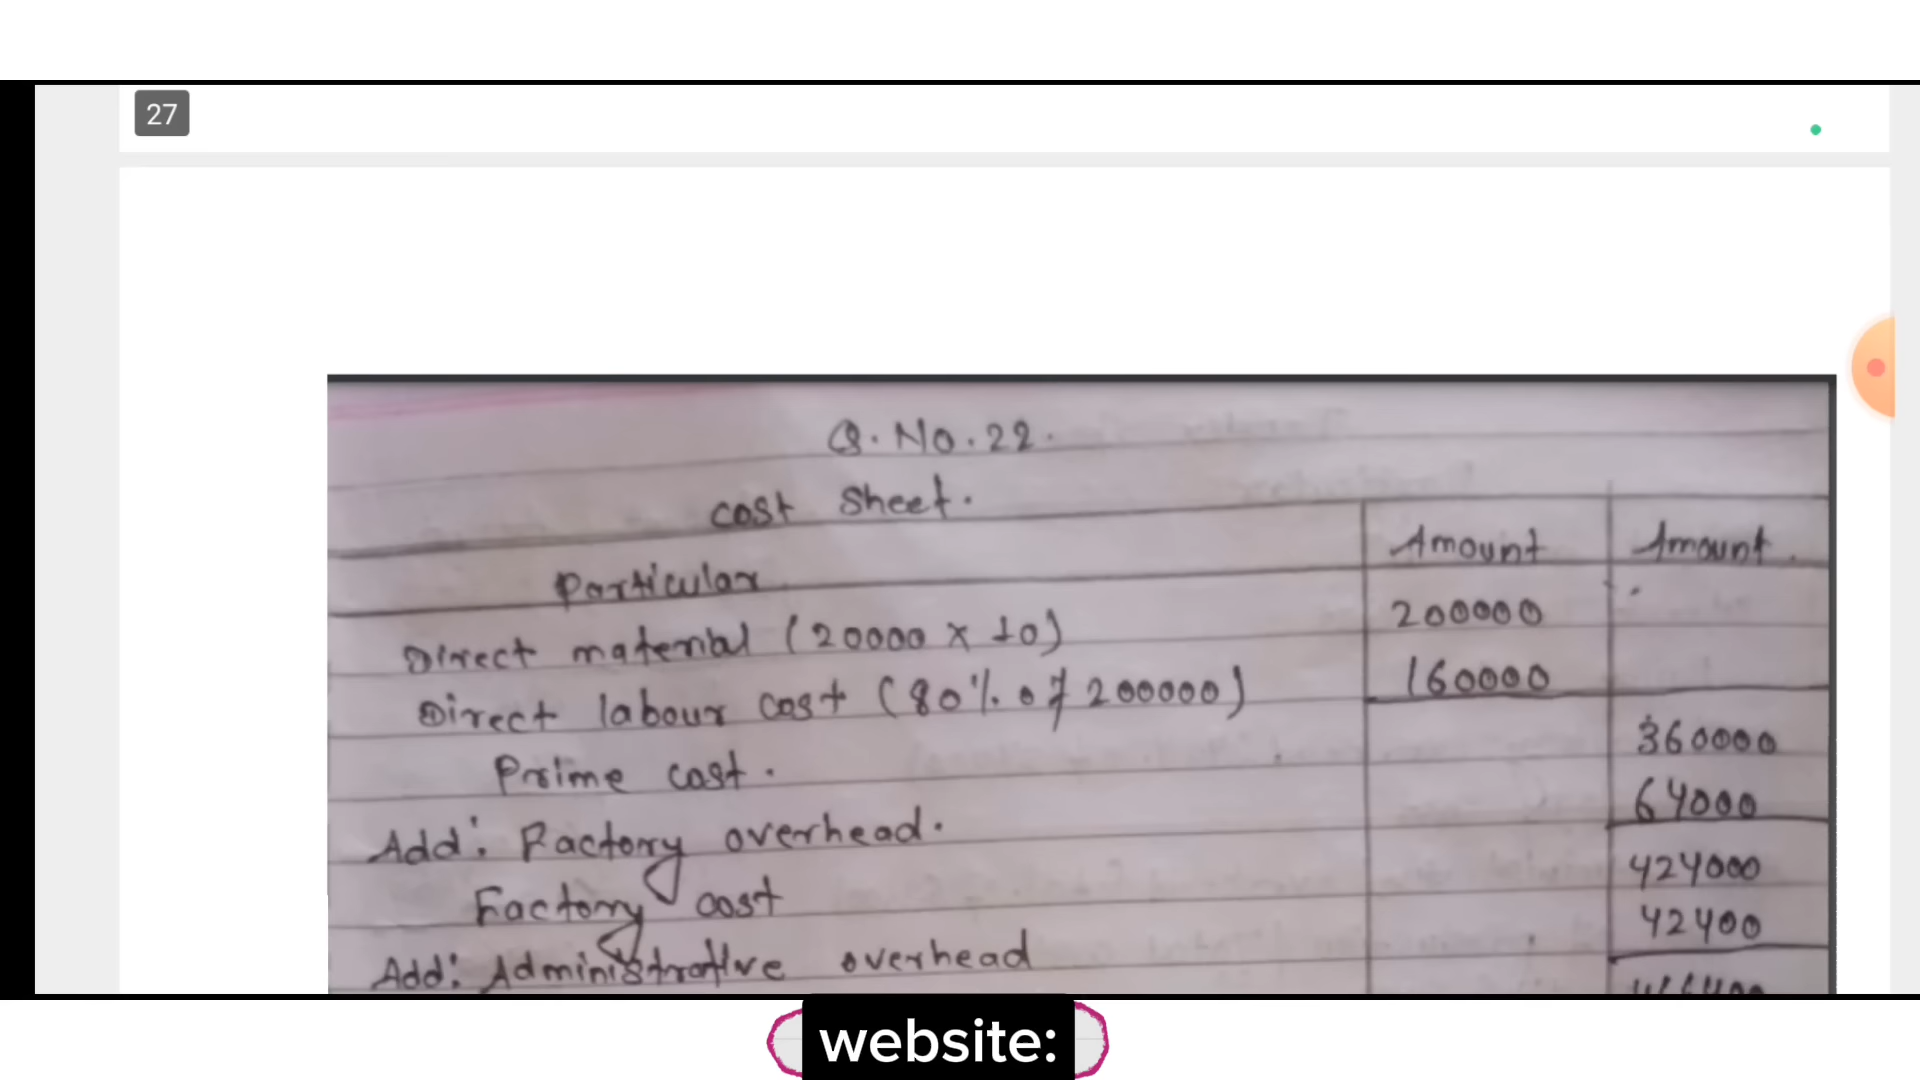 27
Q. No. 22.
Cost Sheet.
Particular Amount Amount
Direct material (20000 x 10) 200000
Direct labour cost (80% of 200000) 160000
Prime cost. 360000
Add: Factory overhead. 64000
Factory cost 424000
Add: Administrative overhead 42400
466400
website: